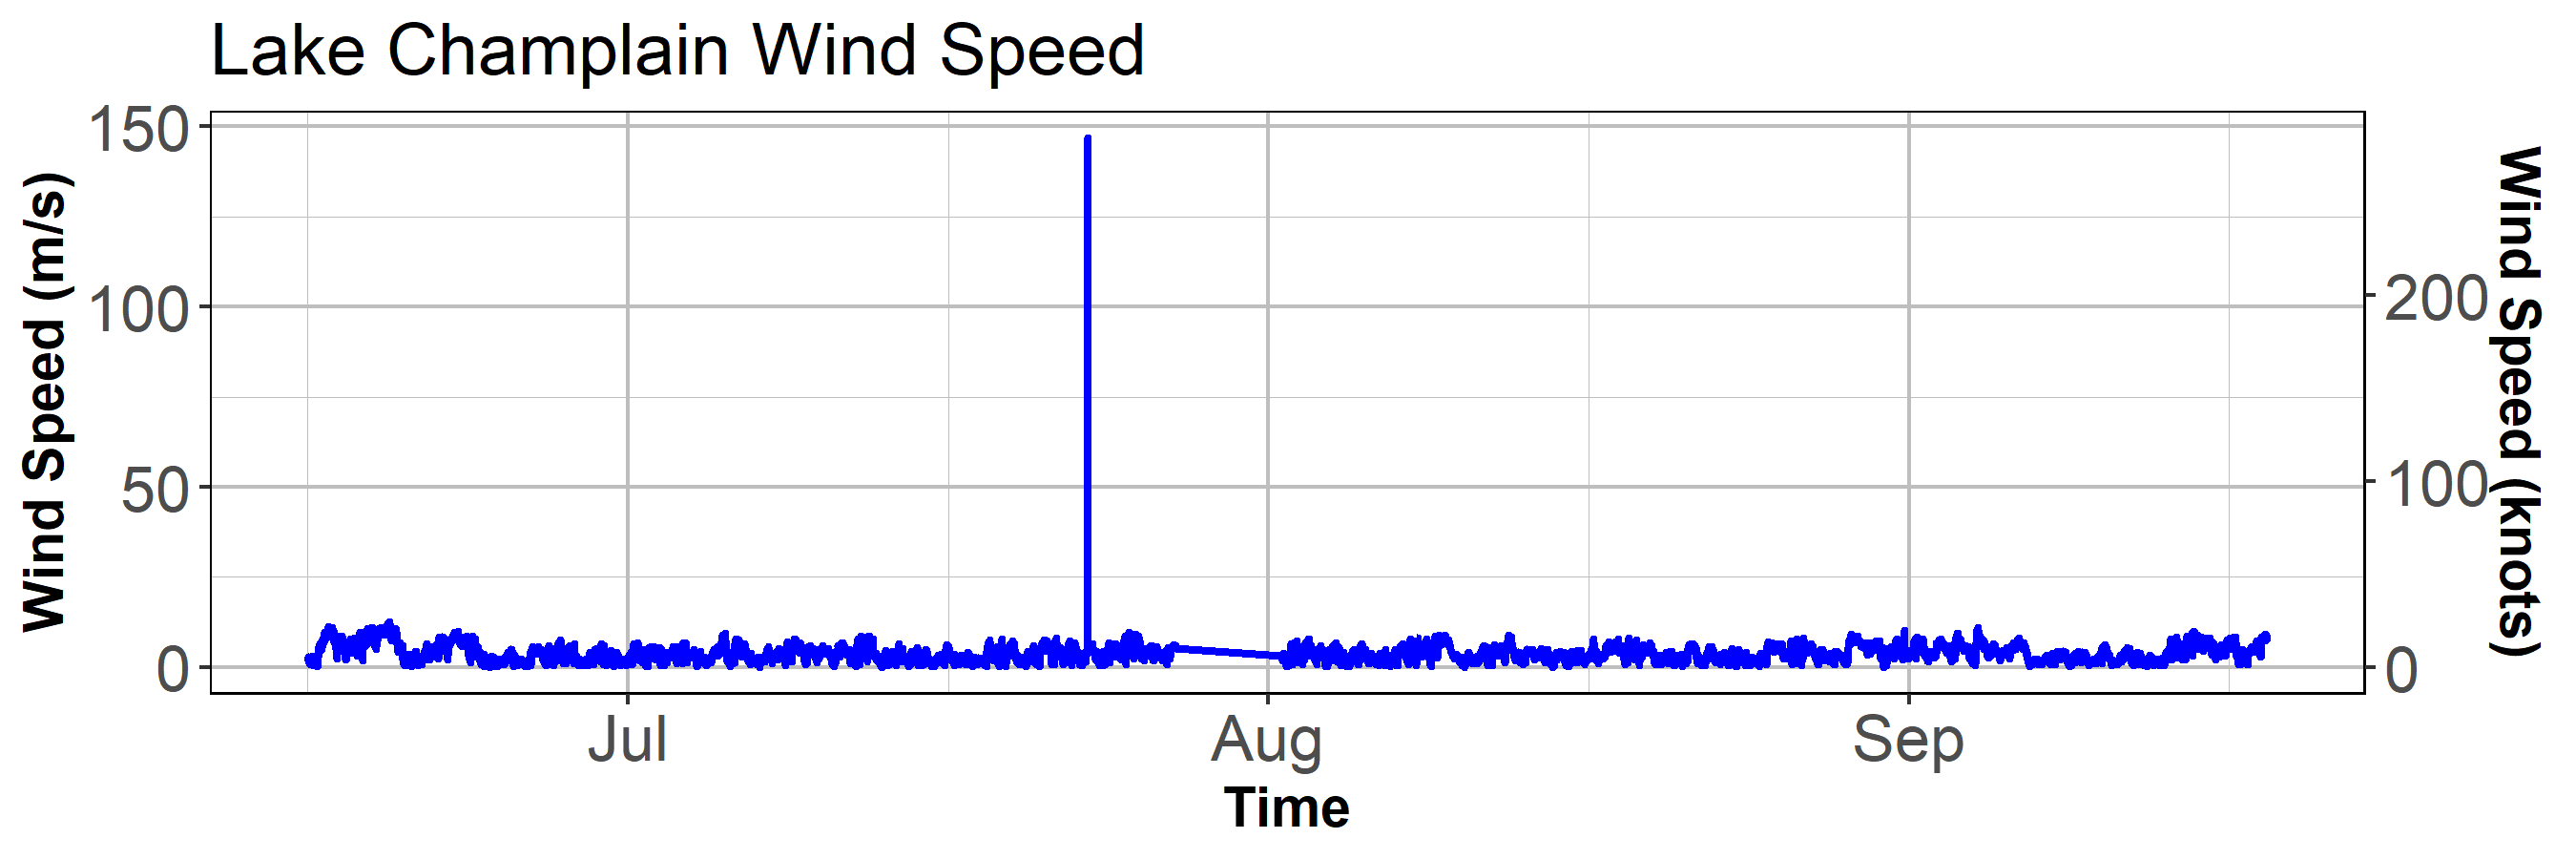 Lake Champlain Wind Speed
Wind Speed (m/s)
150
100
50
0
Wind Speed (knots)
200
100
0
Jul
Aug
Sep
Time